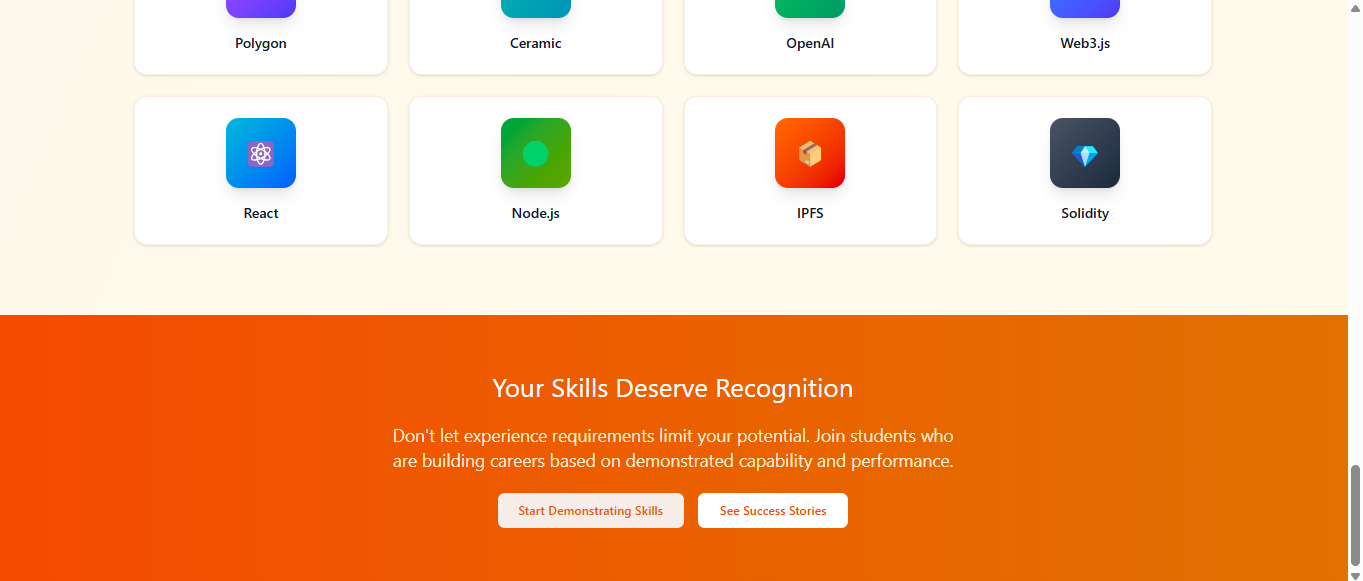 Polygon
Ceramic
OpenAI
Web3.js
React
Node.js
IPFS
Solidity
Your Skills Deserve Recognition
Don't let experience requirements limit your potential. Join students who
are building careers based on demonstrated capability and performance.
Start Demonstrating Skills
See Success Stories